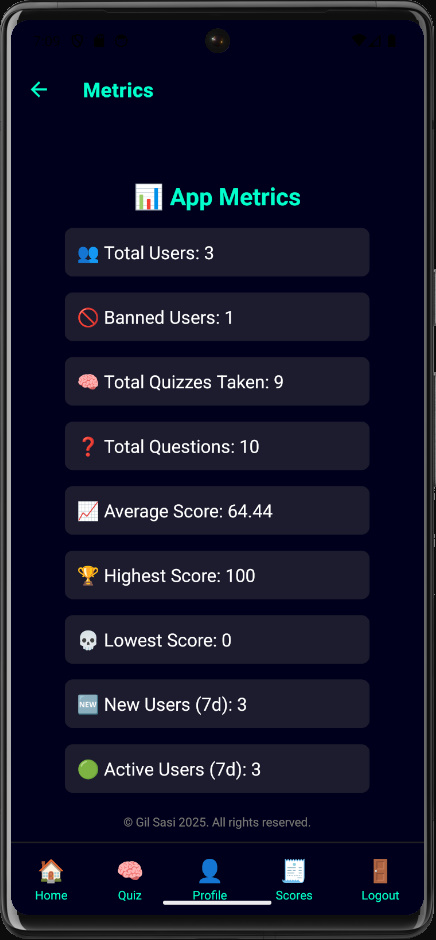 Metrics
App Metrics
Total Users: 3
Banned Users: 1
Total Quizzes Taken: 9
Total Questions: 10
Average Score: 64.44
Highest Score: 100
Lowest Score: 0
NEW New Users (7d): 3
Active Users (7d): 3
© Gil Sasi 2025. All rights reserved.
Home Quiz Profile Scores Logout